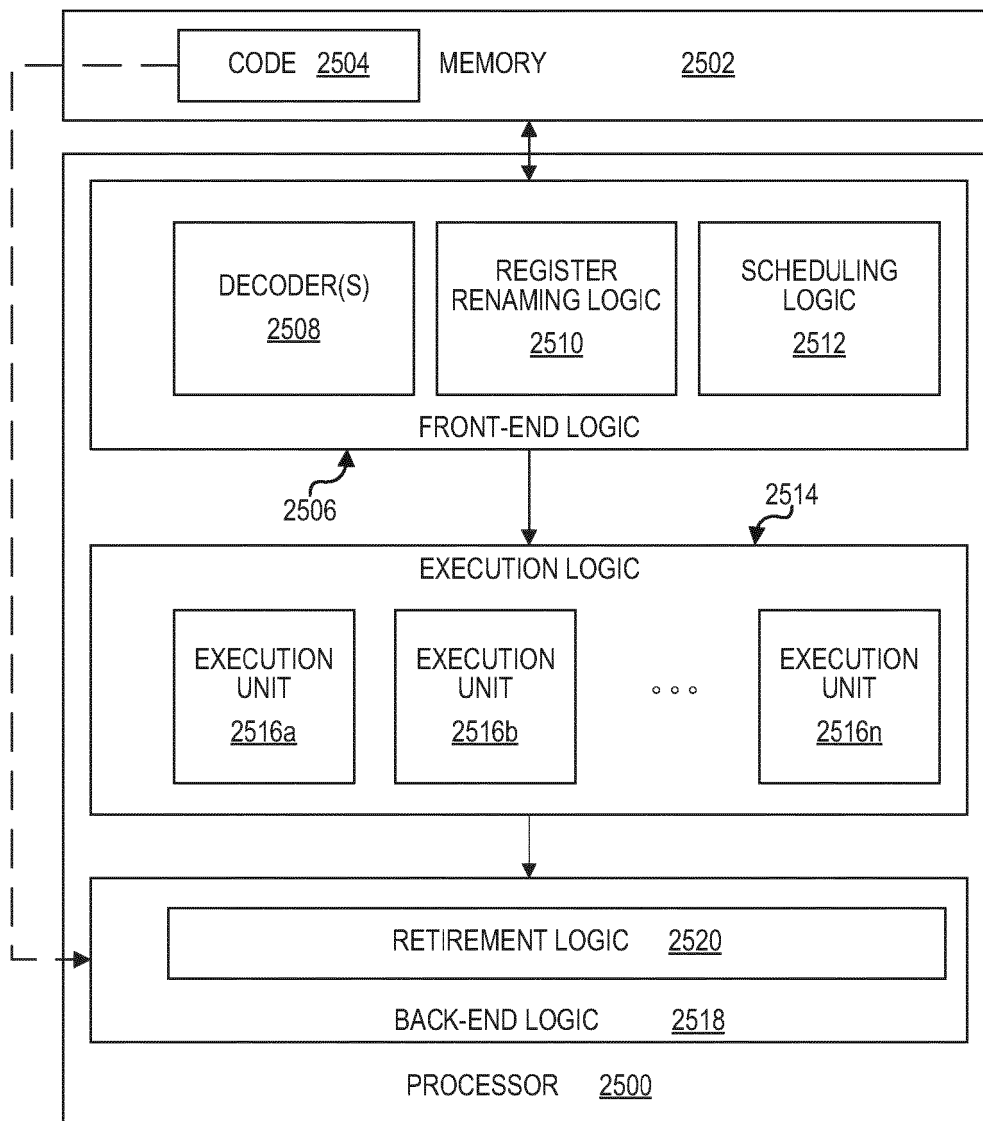 CODE 2504 MEMORY 2502
DECODER(S)
2508
REGISTER
RENAMING LOGIC
2510
SCHEDULING
LOGIC
2512
FRONT-END LOGIC
2506
2514
EXECUTION LOGIC
EXECUTION
UNIT
2516a
EXECUTION
UNIT
2516b
EXECUTION
UNIT
2516n
RETIREMENT LOGIC 2520
BACK-END LOGIC 2518
PROCESSOR 2500